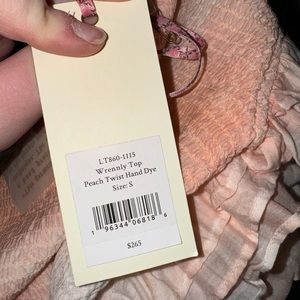 LT860-1115
Wrennly Top
Peach Twist Hand Dye
Size: S
1 96344 06818 6
$265